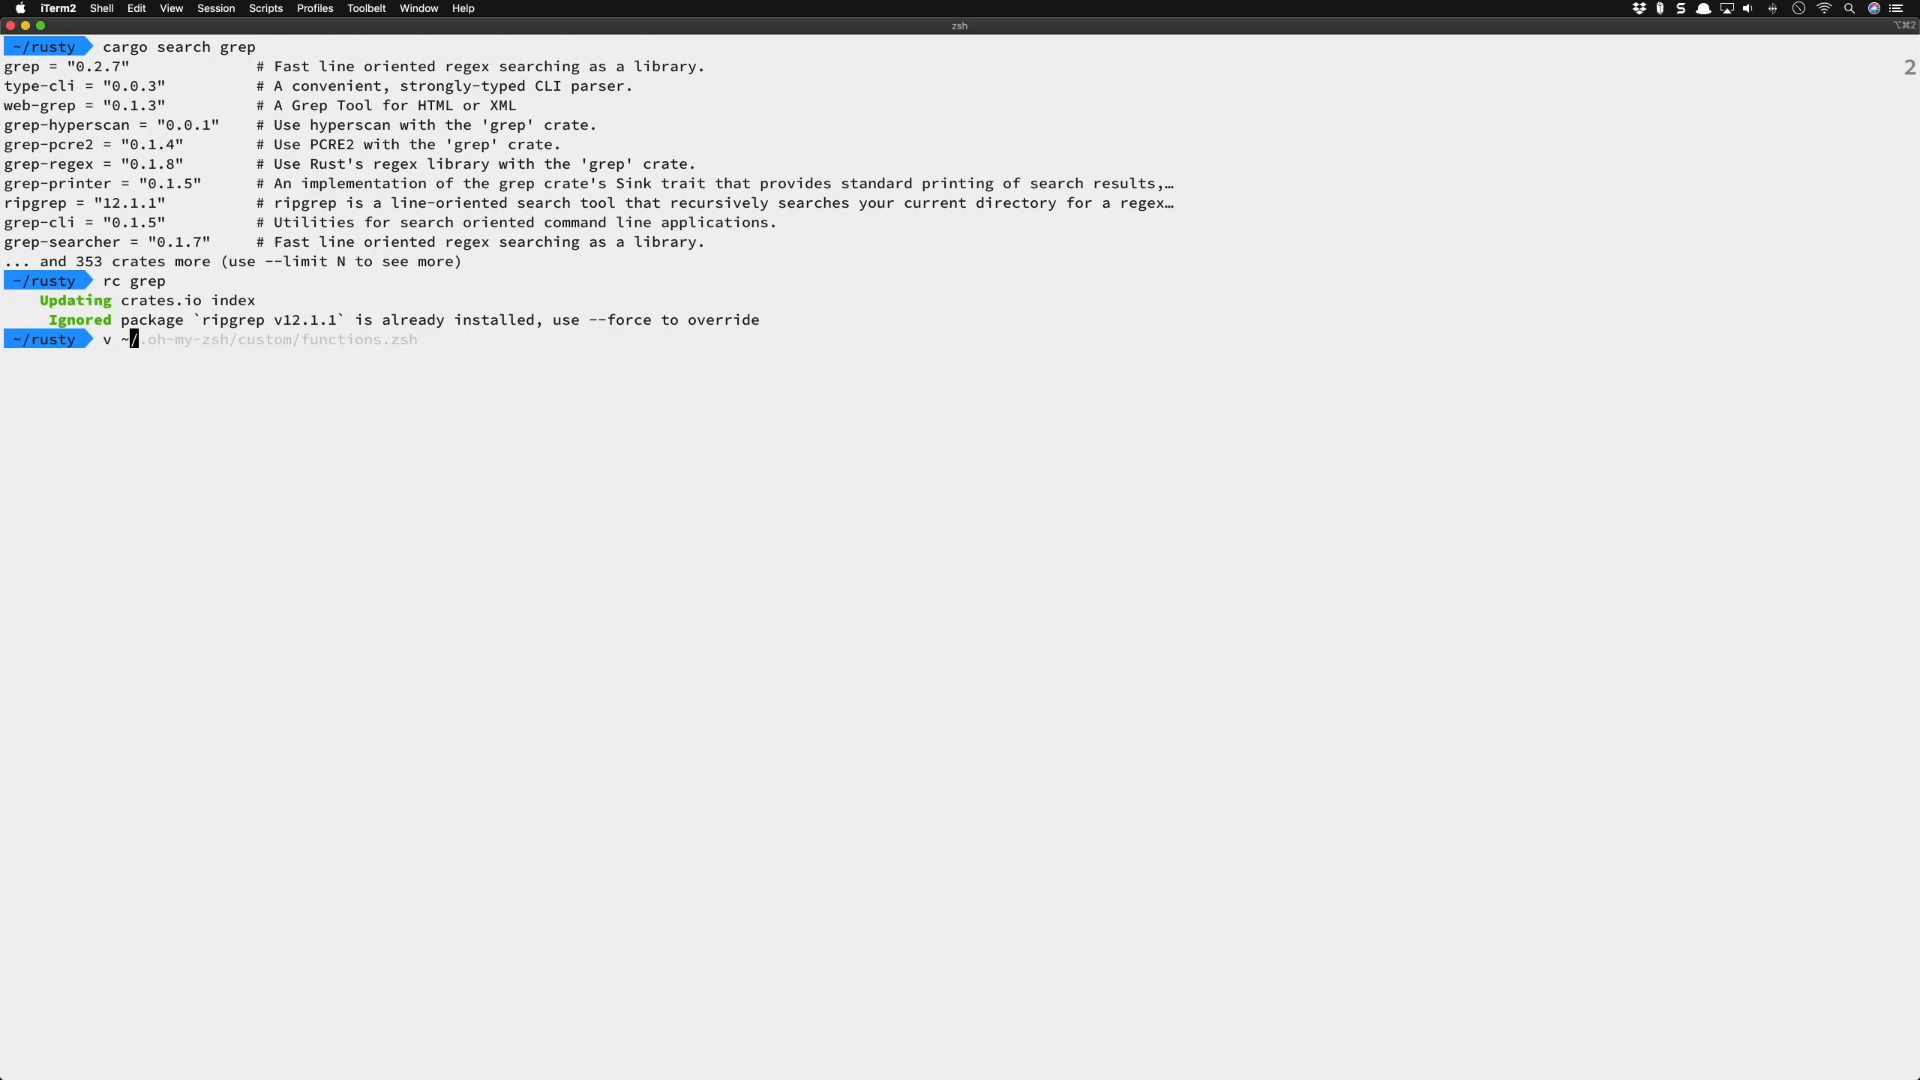 iTerm2 Shell Edit View Session Scripts Profiles Toolbelt Window Help
zsh ⌥⌘2
~/rusty cargo search grep
grep = "0.2.7" # Fast line oriented regex searching as a library.
2
type-cli = "0.0.3" # A convenient, strongly-typed CLI parser.
web-grep = "0.1.3" # A Grep Tool for HTML or XML
grep-hyperscan = "0.0.1" # Use hyperscan with the 'grep' crate.
grep-pcre2 = "0.1.4" # Use PCRE2 with the 'grep' crate.
grep-regex = "0.1.8" # Use Rust's regex library with the 'grep' crate.
grep-printer = "0.1.5" # An implementation of the grep crate's Sink trait that provides standard printing of search results,…
ripgrep = "12.1.1" # ripgrep is a line-oriented search tool that recursively searches your current directory for a regex…
grep-cli = "0.1.5" # Utilities for search oriented command line applications.
grep-searcher = "0.1.7" # Fast line oriented regex searching as a library.
... and 353 crates more (use --limit N to see more)
~/rusty rc grep
Updating crates.io index
Ignored package `ripgrep v12.1.1` is already installed, use --force to override
~/rusty v ~/.oh-my-zsh/custom/functions.zsh